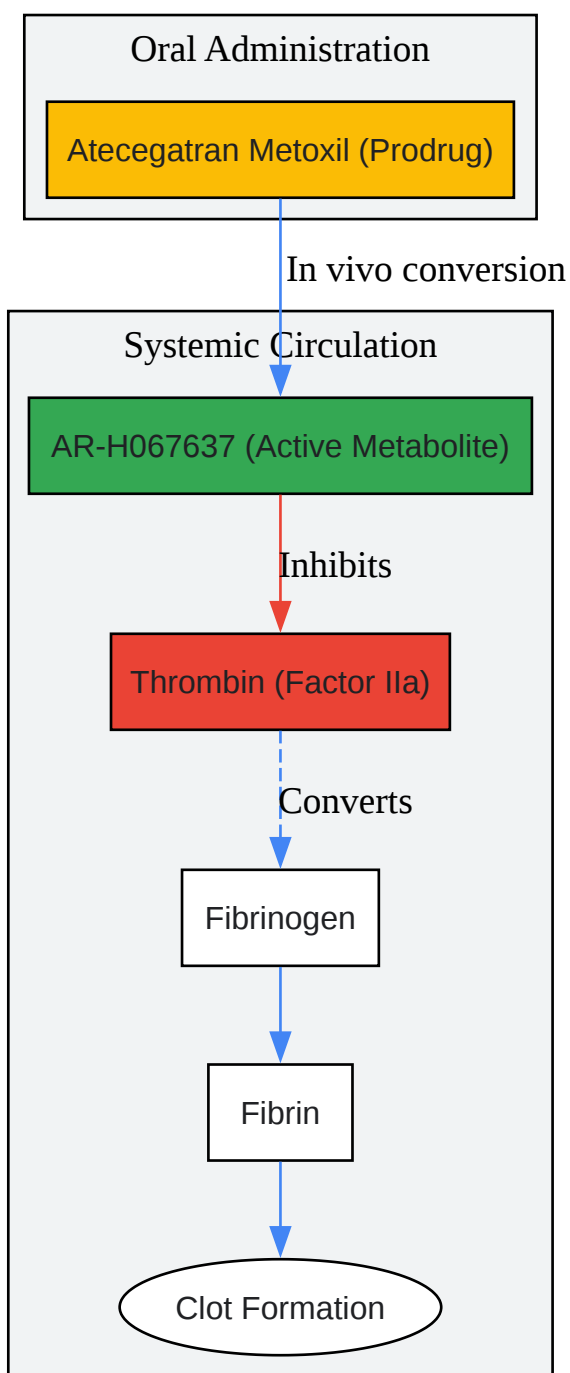 Oral Administration
Atecegatran Metoxil (Prodrug)
In vivo conversion
Systemic Circulation
AR-H067637 (Active Metabolite)
Inhibits
Thrombin (Factor IIa)
Converts
Fibrinogen
Fibrin
Clot Formation